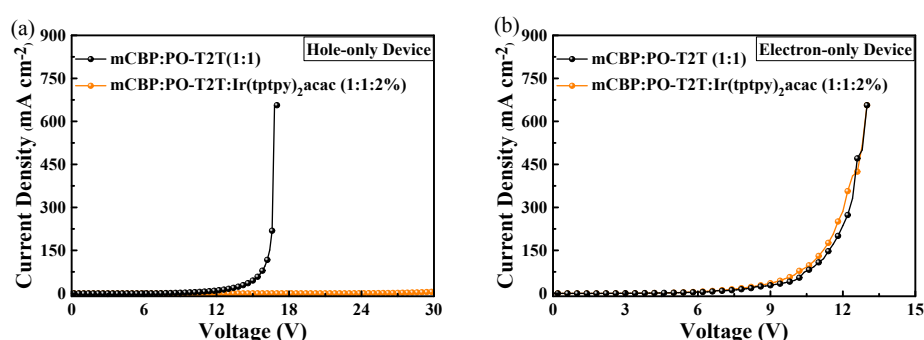 (a)
Hole-only Device
mCBP:PO-T2T(1:1)
mCBP:PO-T2T:Ir(tptpy)₂acac (1:1:2%)
Current Density (mA cm⁻²)
900
750
600
450
300
150
0
0 6 12 18 24 30
Voltage (V)
(b)
Electron-only Device
mCBP:PO-T2T (1:1)
mCBP:PO-T2T:Ir(tptpy)₂acac (1:1:2%)
Current Density (mA cm⁻²)
900
750
600
450
300
150
0
0 3 6 9 12 15
Voltage (V)